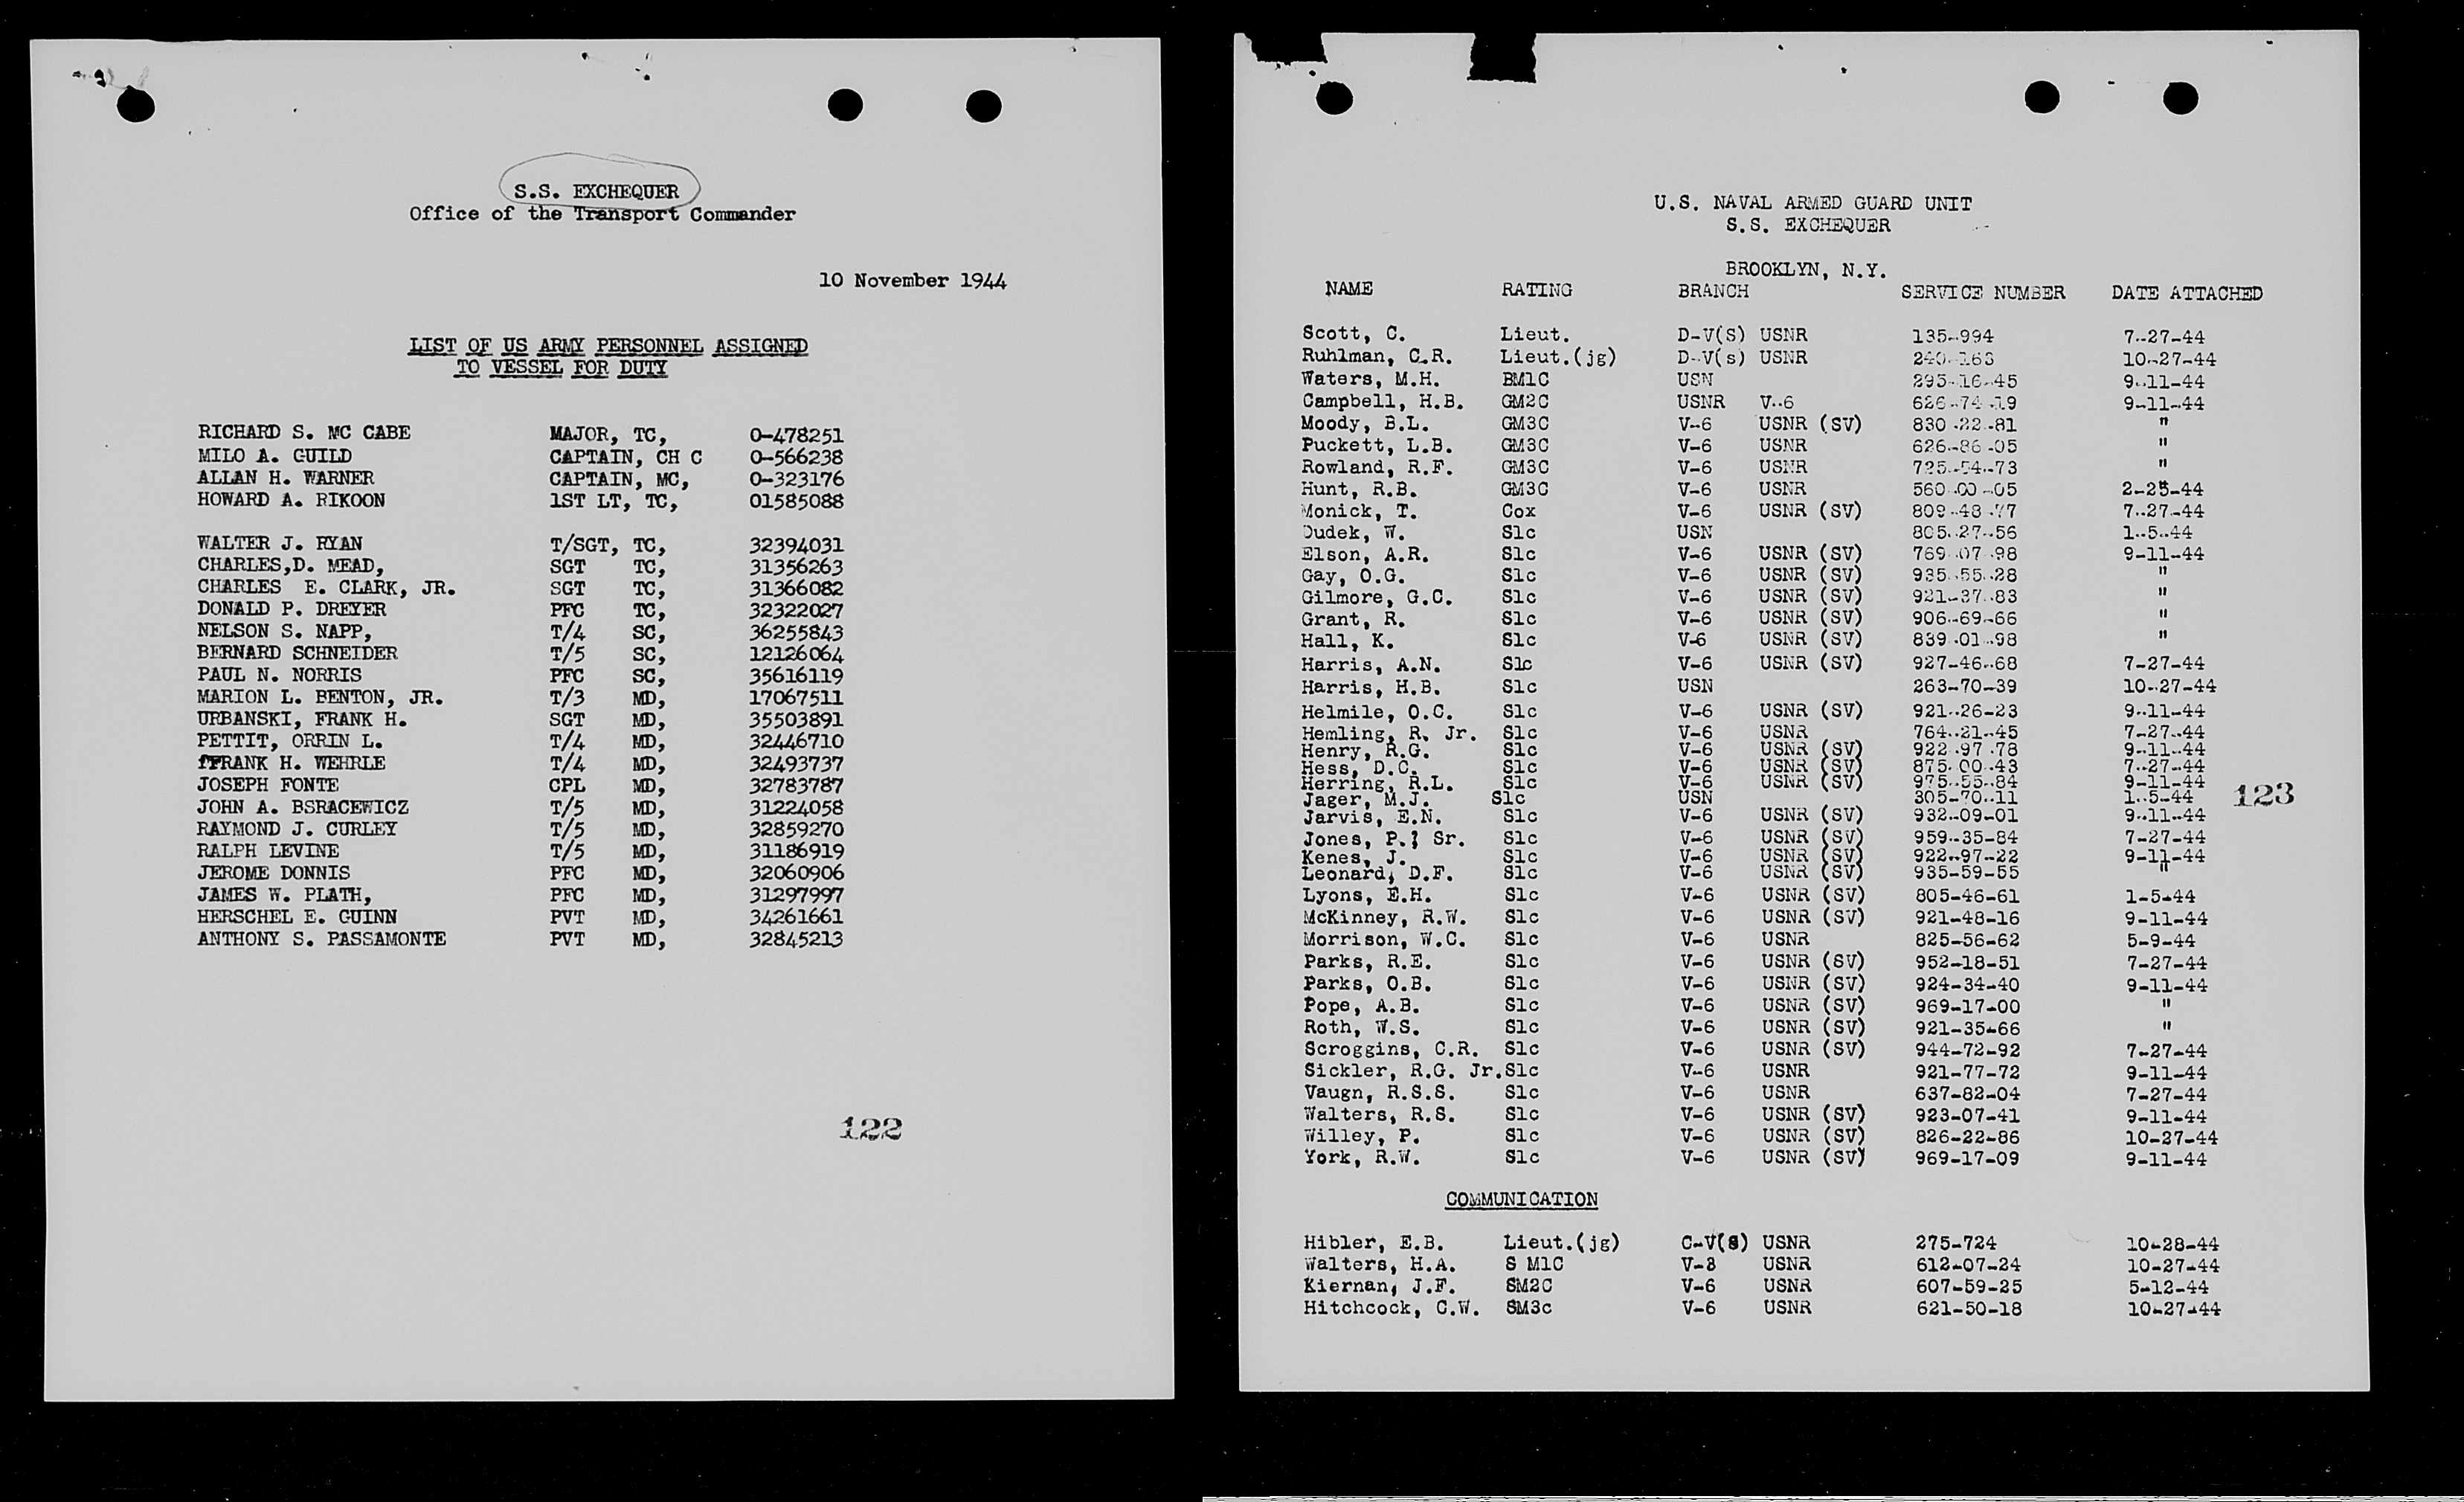 S.S. EXCHEQUER
Office of the Transport Commander
10 November 1944
LIST OF US ARMY PERSONNEL ASSIGNED
TO VESSEL FOR DUTY
RICHARD S. MC CABE MAJOR, TC, 0-478251
MILO A. GUILD CAPTAIN, CH C 0-566238
ALLAN H. WARNER CAPTAIN, MC, 0-323176
HOWARD A. RIKOON 1ST LT, TC, 01585088
WALTER J. RYAN T/SGT, TC, 32394031
CHARLES,D. MEAD, SGT TC, 31356263
CHARLES E. CLARK, JR. SGT TC, 31366082
DONALD P. DREYER PFC TC, 32322027
NELSON S. NAPP, T/4 SC, 36255843
BERNARD SCHNEIDER T/5 SC, 12126064
PAUL N. NORRIS PFC SC, 35616119
MARION L. BENTON, JR. T/3 MD, 17067511
URBANSKI, FRANK H. SGT MD, 35503891
PETTIT, ORRIN L. T/4 MD, 32446710
FRANK H. WEHRLE T/4 MD, 32493737
JOSEPH FONTE CPL MD, 32783787
JOHN A. BSRACEWICZ T/5 MD, 31224058
RAYMOND J. CURLEY T/5 MD, 32859270
RALPH LEVINE T/5 MD, 31186919
JEROME DONNIS PFC MD, 32060906
JAMES W. PLATH, PFC MD, 31297997
HERSCHEL E. GUINN PVT MD, 34261661
ANTHONY S. PASSAMONTE PVT MD, 32845213
122
U.S. NAVAL ARMED GUARD UNIT
S.S. EXCHEQUER
BROOKLYN, N.Y.
NAME RATING BRANCH SERVICE NUMBER DATE ATTACHED
Scott, C. Lieut. D-V(S) USNR 135-994 7-27-44
Ruhlman, C.R. Lieut.(jg) D-V(s) USNR 240-163 10-27-44
Waters, M.H. BM1C USN 295-16-45 9-11-44
Campbell, H.B. GM2C USNR V-6 626-74-19 9-11-44
Moody, B.L. GM3C V-6 USNR (SV) 830-22-81 "
Puckett, L.B. GM3C V-6 USNR 626-86-05 "
Rowland, R.F. GM3C V-6 USNR 725-54-73 "
Hunt, R.B. GM3C V-6 USNR 560-00-05 2-25-44
Monick, T. Cox V-6 USNR (SV) 809-48-77 7-27-44
Dudek, W. S1c USN 805-27-56 1-5-44
Elson, A.R. S1c V-6 USNR (SV) 769-07-98 9-11-44
Gay, O.G. S1c V-6 USNR (SV) 935-55-28 "
Gilmore, G.C. S1c V-6 USNR (SV) 921-37-83 "
Grant, R. S1c V-6 USNR (SV) 906-69-66 "
Hall, K. S1c V-6 USNR (SV) 839-01-98 "
Harris, A.N. S1c V-6 USNR (SV) 927-46-68 7-27-44
Harris, H.B. S1c USN 263-70-39 10-27-44
Helmile, O.C. S1c V-6 USNR (SV) 921-26-23 9-11-44
Hemling, R. Jr. S1c V-6 USNR 764-21-45 7-27-44
Henry, R.G. S1c V-6 USNR (SV) 922-97-78 9-11-44
Hess, D.C. S1c V-6 USNR (SV) 875-00-43 7-27-44
Herring, R.L. S1c V-6 USNR (SV) 975-55-84 9-11-44
Jager, M.J. S1c USN 305-70-11 1-5-44
123
Jarvis, E.N. S1c V-6 USNR (SV) 932-09-01 9-11-44
Jones, P., Sr. S1c V-6 USNR (SV) 959-35-84 7-27-44
Kenes, J. S1c V-6 USNR (SV) 922-97-22 9-11-44
Leonard, D.F. S1c V-6 USNR (SV) 935-59-55 "
Lyons, E.H. S1c V-6 USNR (SV) 805-46-61 1-5-44
McKinney, R.W. S1c V-6 USNR (SV) 921-48-16 9-11-44
Morrison, W.C. S1c V-6 USNR 825-56-62 5-9-44
Parks, R.E. S1c V-6 USNR (SV) 952-18-51 7-27-44
Parks, O.B. S1c V-6 USNR (SV) 924-34-40 9-11-44
Pope, A.B. S1c V-6 USNR (SV) 969-17-00 "
Roth, W.S. S1c V-6 USNR (SV) 921-35-66 "
Scroggins, C.R. S1c V-6 USNR (SV) 944-72-92 7-27-44
Sickler, R.G. Jr. S1c V-6 USNR 921-77-72 9-11-44
Vaugn, R.S.S. S1c V-6 USNR 637-82-04 7-27-44
Walters, R.S. S1c V-6 USNR (SV) 923-07-41 9-11-44
Willey, P. S1c V-6 USNR (SV) 826-22-86 10-27-44
York, R.W. S1c V-6 USNR (SV) 969-17-09 9-11-44
COMMUNICATION
Hibler, E.B. Lieut.(jg) C-V(S) USNR 275-724 10-28-44
Walters, H.A. S M1C V-3 USNR 612-07-24 10-27-44
Kiernan, J.F. SM2C V-6 USNR 607-59-25 5-12-44
Hitchcock, C.W. SM3c V-6 USNR 621-50-18 10-27-44